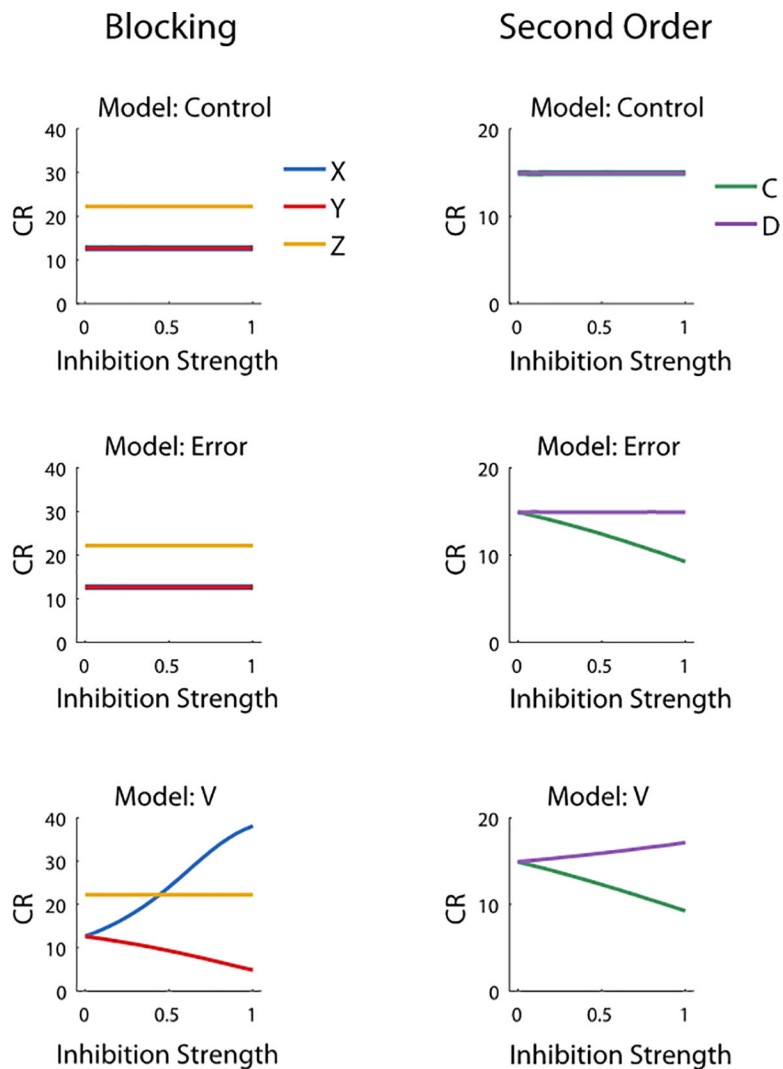 Blocking
Second Order
Model: Control
40
30
20
10
0
CR
0 0.5 1
Inhibition Strength
X
Y
Z
Model: Control
20
10
0
CR
0 0.5 1
Inhibition Strength
C
D
Model: Error
40
30
20
10
0
CR
0 0.5 1
Inhibition Strength
Model: Error
20
10
0
CR
0 0.5 1
Inhibition Strength
Model: V
40
30
20
10
0
CR
0 0.5 1
Inhibition Strength
Model: V
20
10
0
CR
0 0.5 1
Inhibition Strength